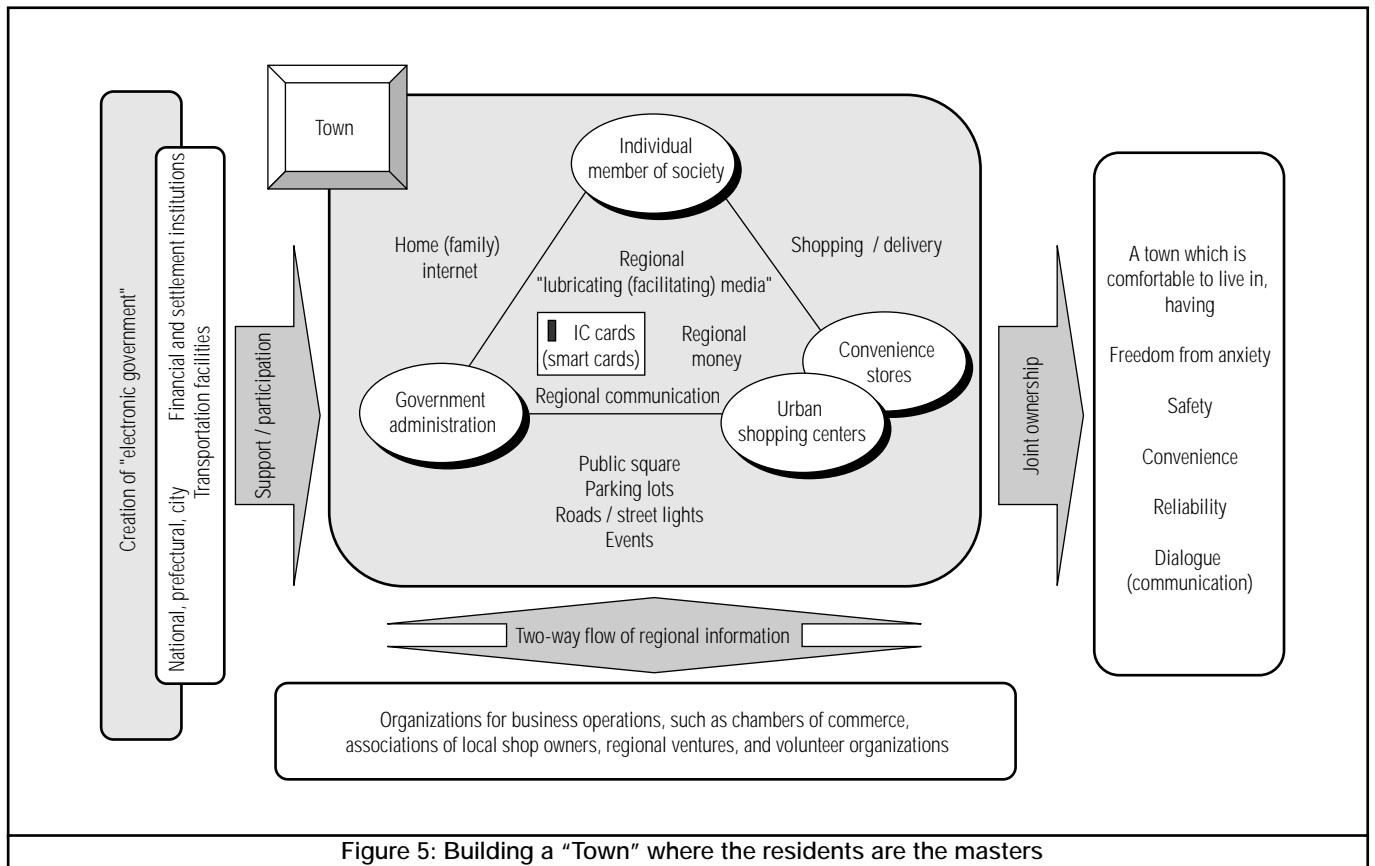 Town
Creation of "electronic government"
National, prefectural, city Financial and settlement institutions
Transportation facilities
Support / participation
Individual
member of society
Home (family)
internet
Shopping / delivery
Regional
"lubricating (facilitating) media"
IC cards
(smart cards)
Regional
money
Convenience
stores
Government
administration
Regional communication
Urban
shopping centers
Public square
Parking lots
Roads / street lights
Events
Joint ownership
A town which is
comfortable to live in,
having
Freedom from anxiety
Safety
Convenience
Reliability
Dialogue
(communication)
Two-way flow of regional information
Organizations for business operations, such as chambers of commerce,
associations of local shop owners, regional ventures, and volunteer organizations
Figure 5: Building a “Town” where the residents are the masters